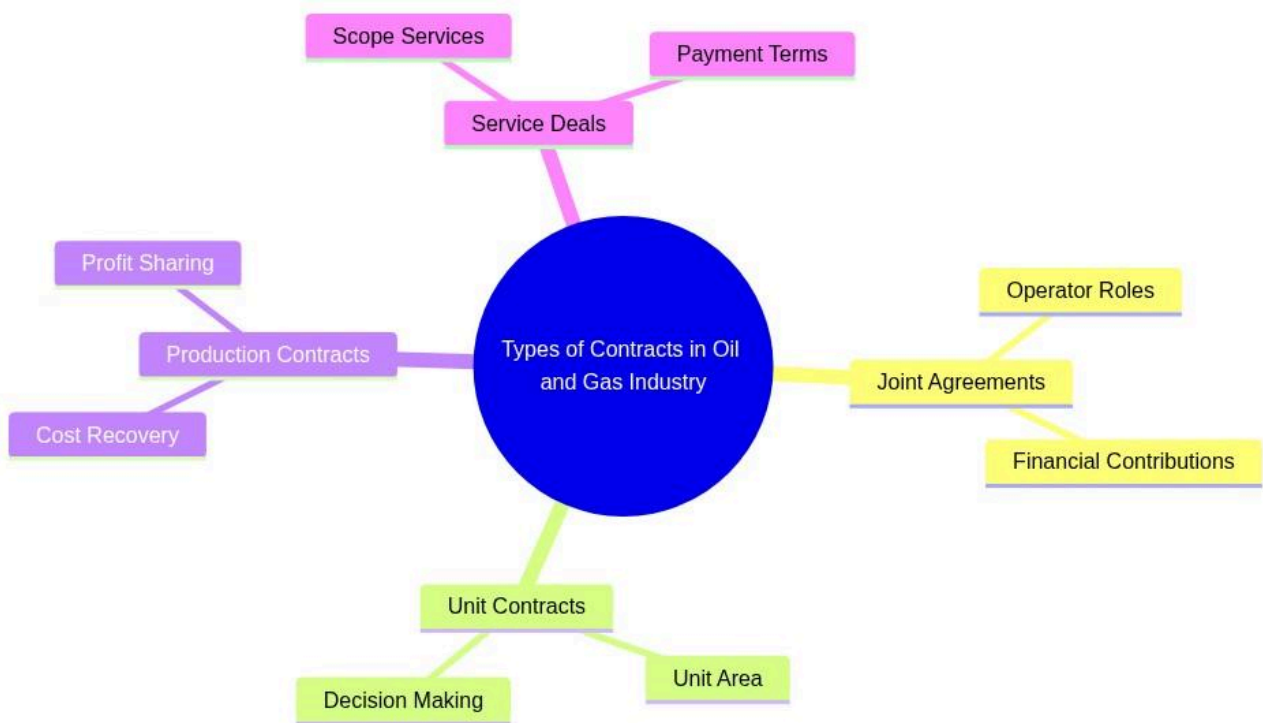 Scope Services
Payment Terms
Service Deals
Profit Sharing
Production Contracts
Cost Recovery
Types of Contracts in Oil
and Gas Industry
Operator Roles
Joint Agreements
Financial Contributions
Unit Contracts
Unit Area
Decision Making